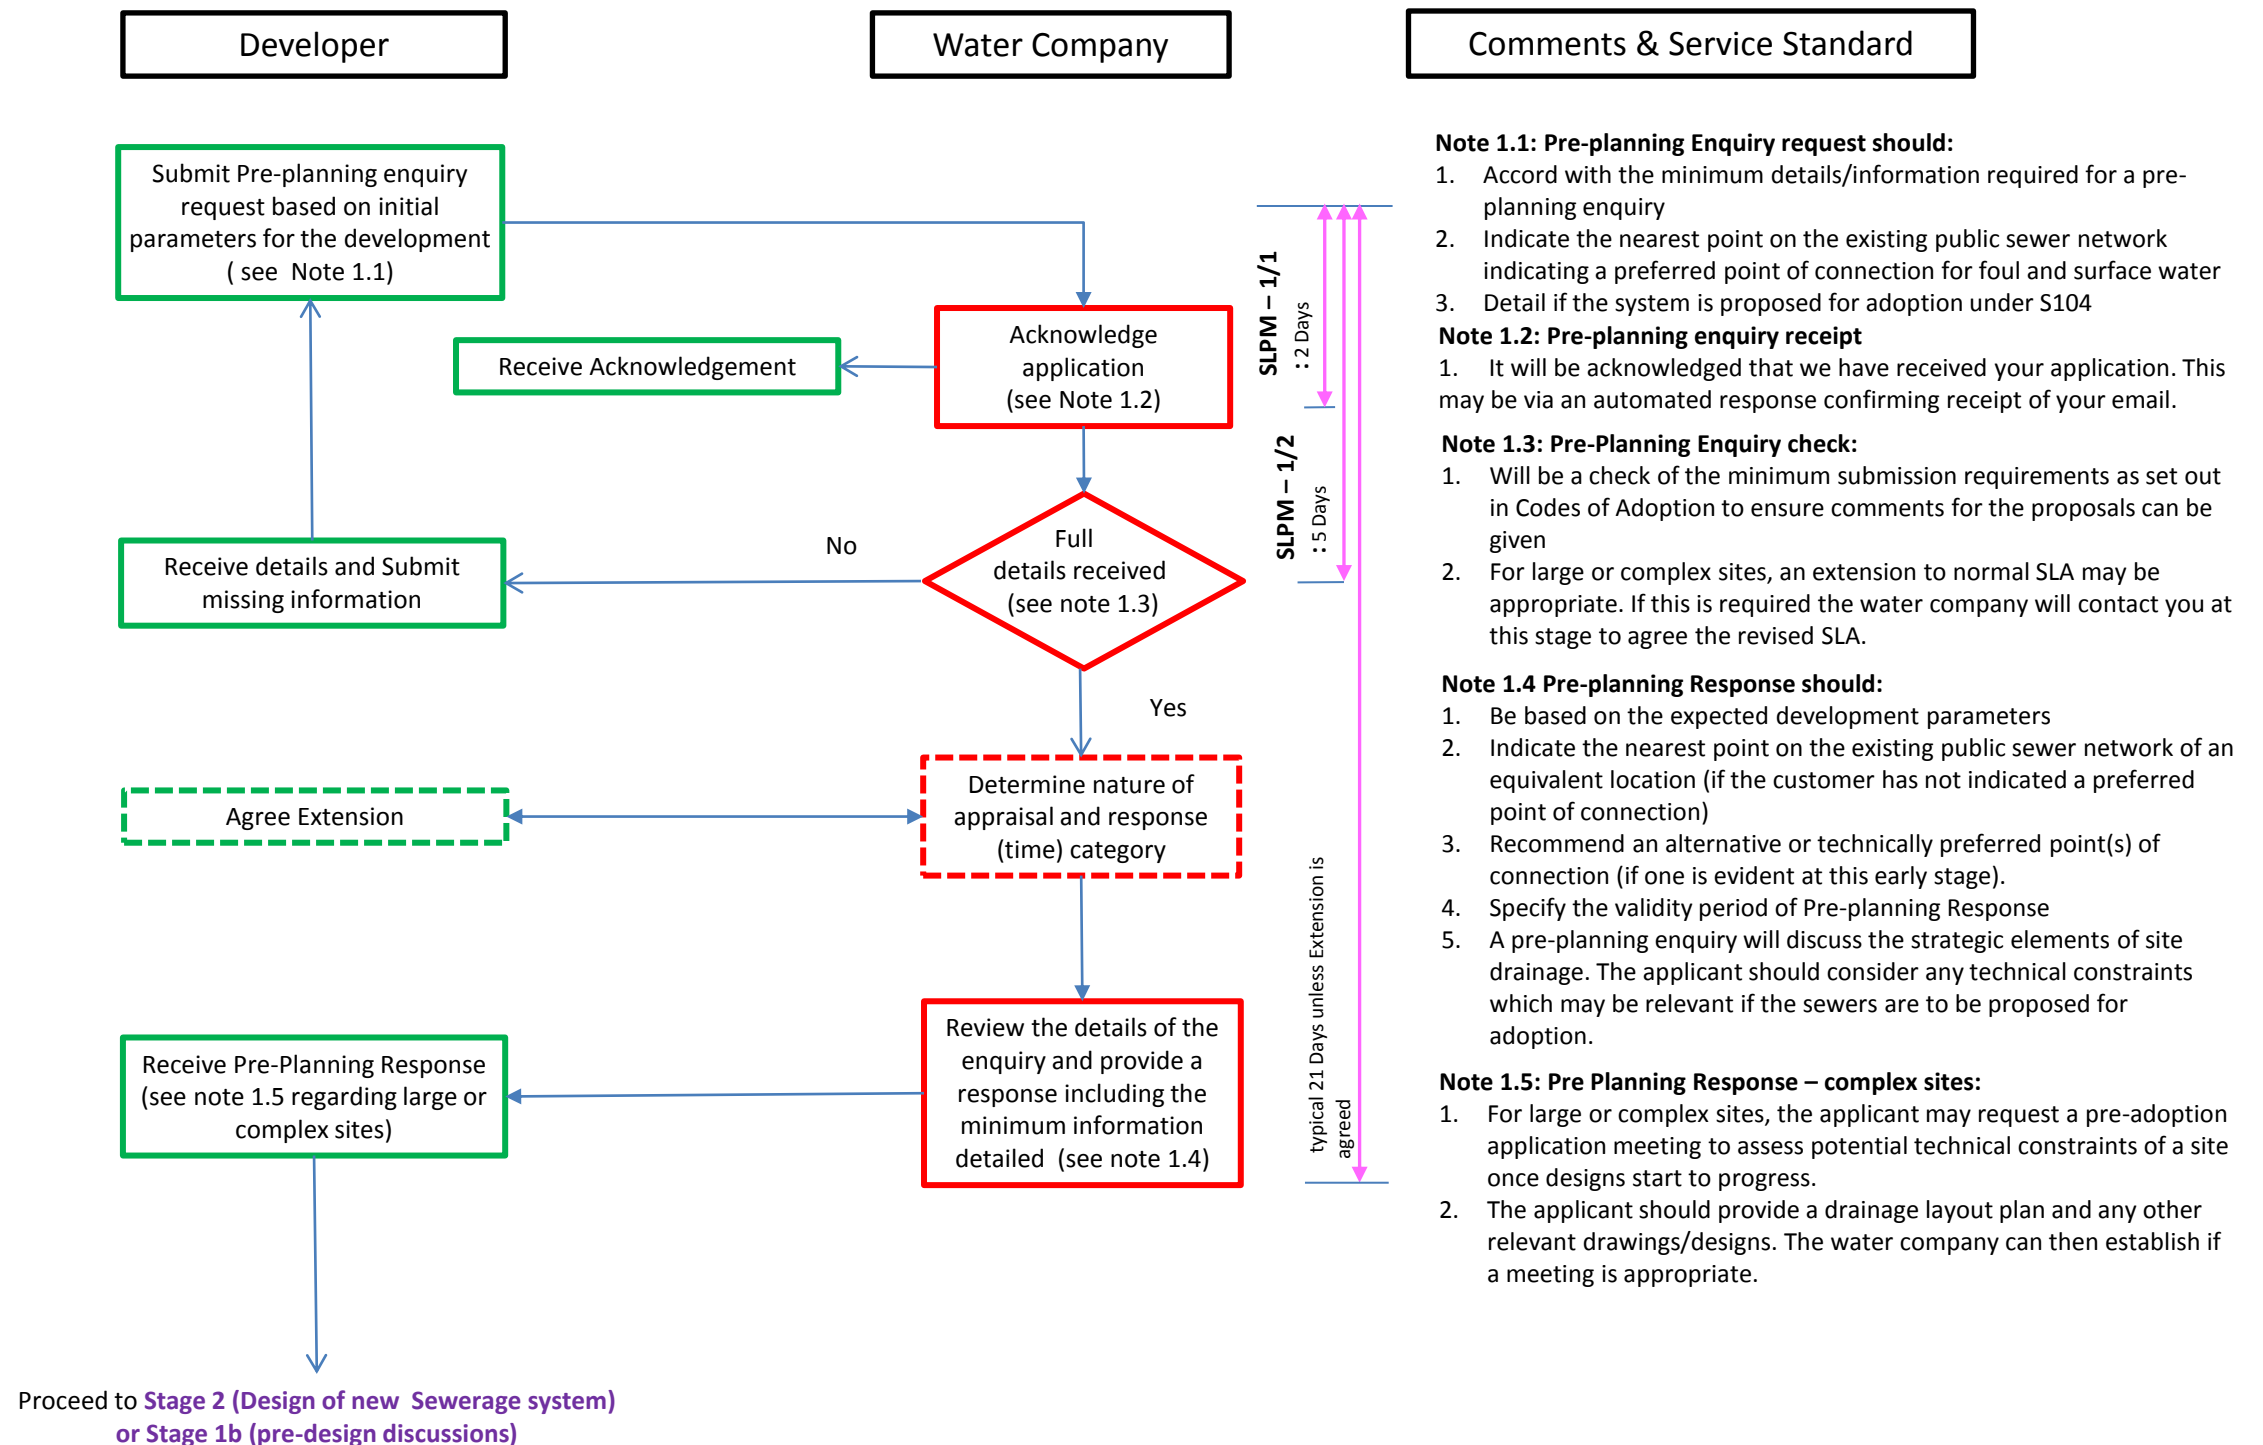 Developer
Water Company
Comments & Service Standard
Submit Pre-planning enquiry
request based on initial
parameters for the development
( see  Note 1.1)
Acknowledge
application
(see Note 1.2)
Receive Acknowledgement
Full
details received
(see note 1.3)
No
Receive details and Submit
missing information
Yes
Determine nature of
appraisal and response
(time) category
Agree Extension
Review the details of the
enquiry and provide a
response including the
minimum information
detailed  (see note 1.4)
Receive Pre-Planning Response
(see note 1.5 regarding large or
complex sites)
Proceed to Stage 2 (Design of new  Sewerage system)
or Stage 1b (pre-design discussions)
SLPM – 1/1
: 2 Days
SLPM – 1/2
: 5 Days
typical 21 Days unless Extension is
agreed
Note 1.1: Pre-planning Enquiry request should:
1. Accord with the minimum details/information required for a pre-
planning enquiry
2. Indicate the nearest point on the existing public sewer network
indicating a preferred point of connection for foul and surface water
3. Detail if the system is proposed for adoption under S104
Note 1.2: Pre-planning enquiry receipt
1. It will be acknowledged that we have received your application. This
may be via an automated response confirming receipt of your email.
Note 1.3: Pre-Planning Enquiry check:
1. Will be a check of the minimum submission requirements as set out
in Codes of Adoption to ensure comments for the proposals can be
given
2. For large or complex sites, an extension to normal SLA may be
appropriate. If this is required the water company will contact you at
this stage to agree the revised SLA.
Note 1.4 Pre-planning Response should:
1. Be based on the expected development parameters
2. Indicate the nearest point on the existing public sewer network of an
equivalent location (if the customer has not indicated a preferred
point of connection)
3. Recommend an alternative or technically preferred point(s) of
connection (if one is evident at this early stage).
4. Specify the validity period of Pre-planning Response
5. A pre-planning enquiry will discuss the strategic elements of site
drainage. The applicant should consider any technical constraints
which may be relevant if the sewers are to be proposed for
adoption.
Note 1.5: Pre Planning Response – complex sites:
1. For large or complex sites, the applicant may request a pre-adoption
application meeting to assess potential technical constraints of a site
once designs start to progress.
2. The applicant should provide a drainage layout plan and any other
relevant drawings/designs. The water company can then establish if
a meeting is appropriate.